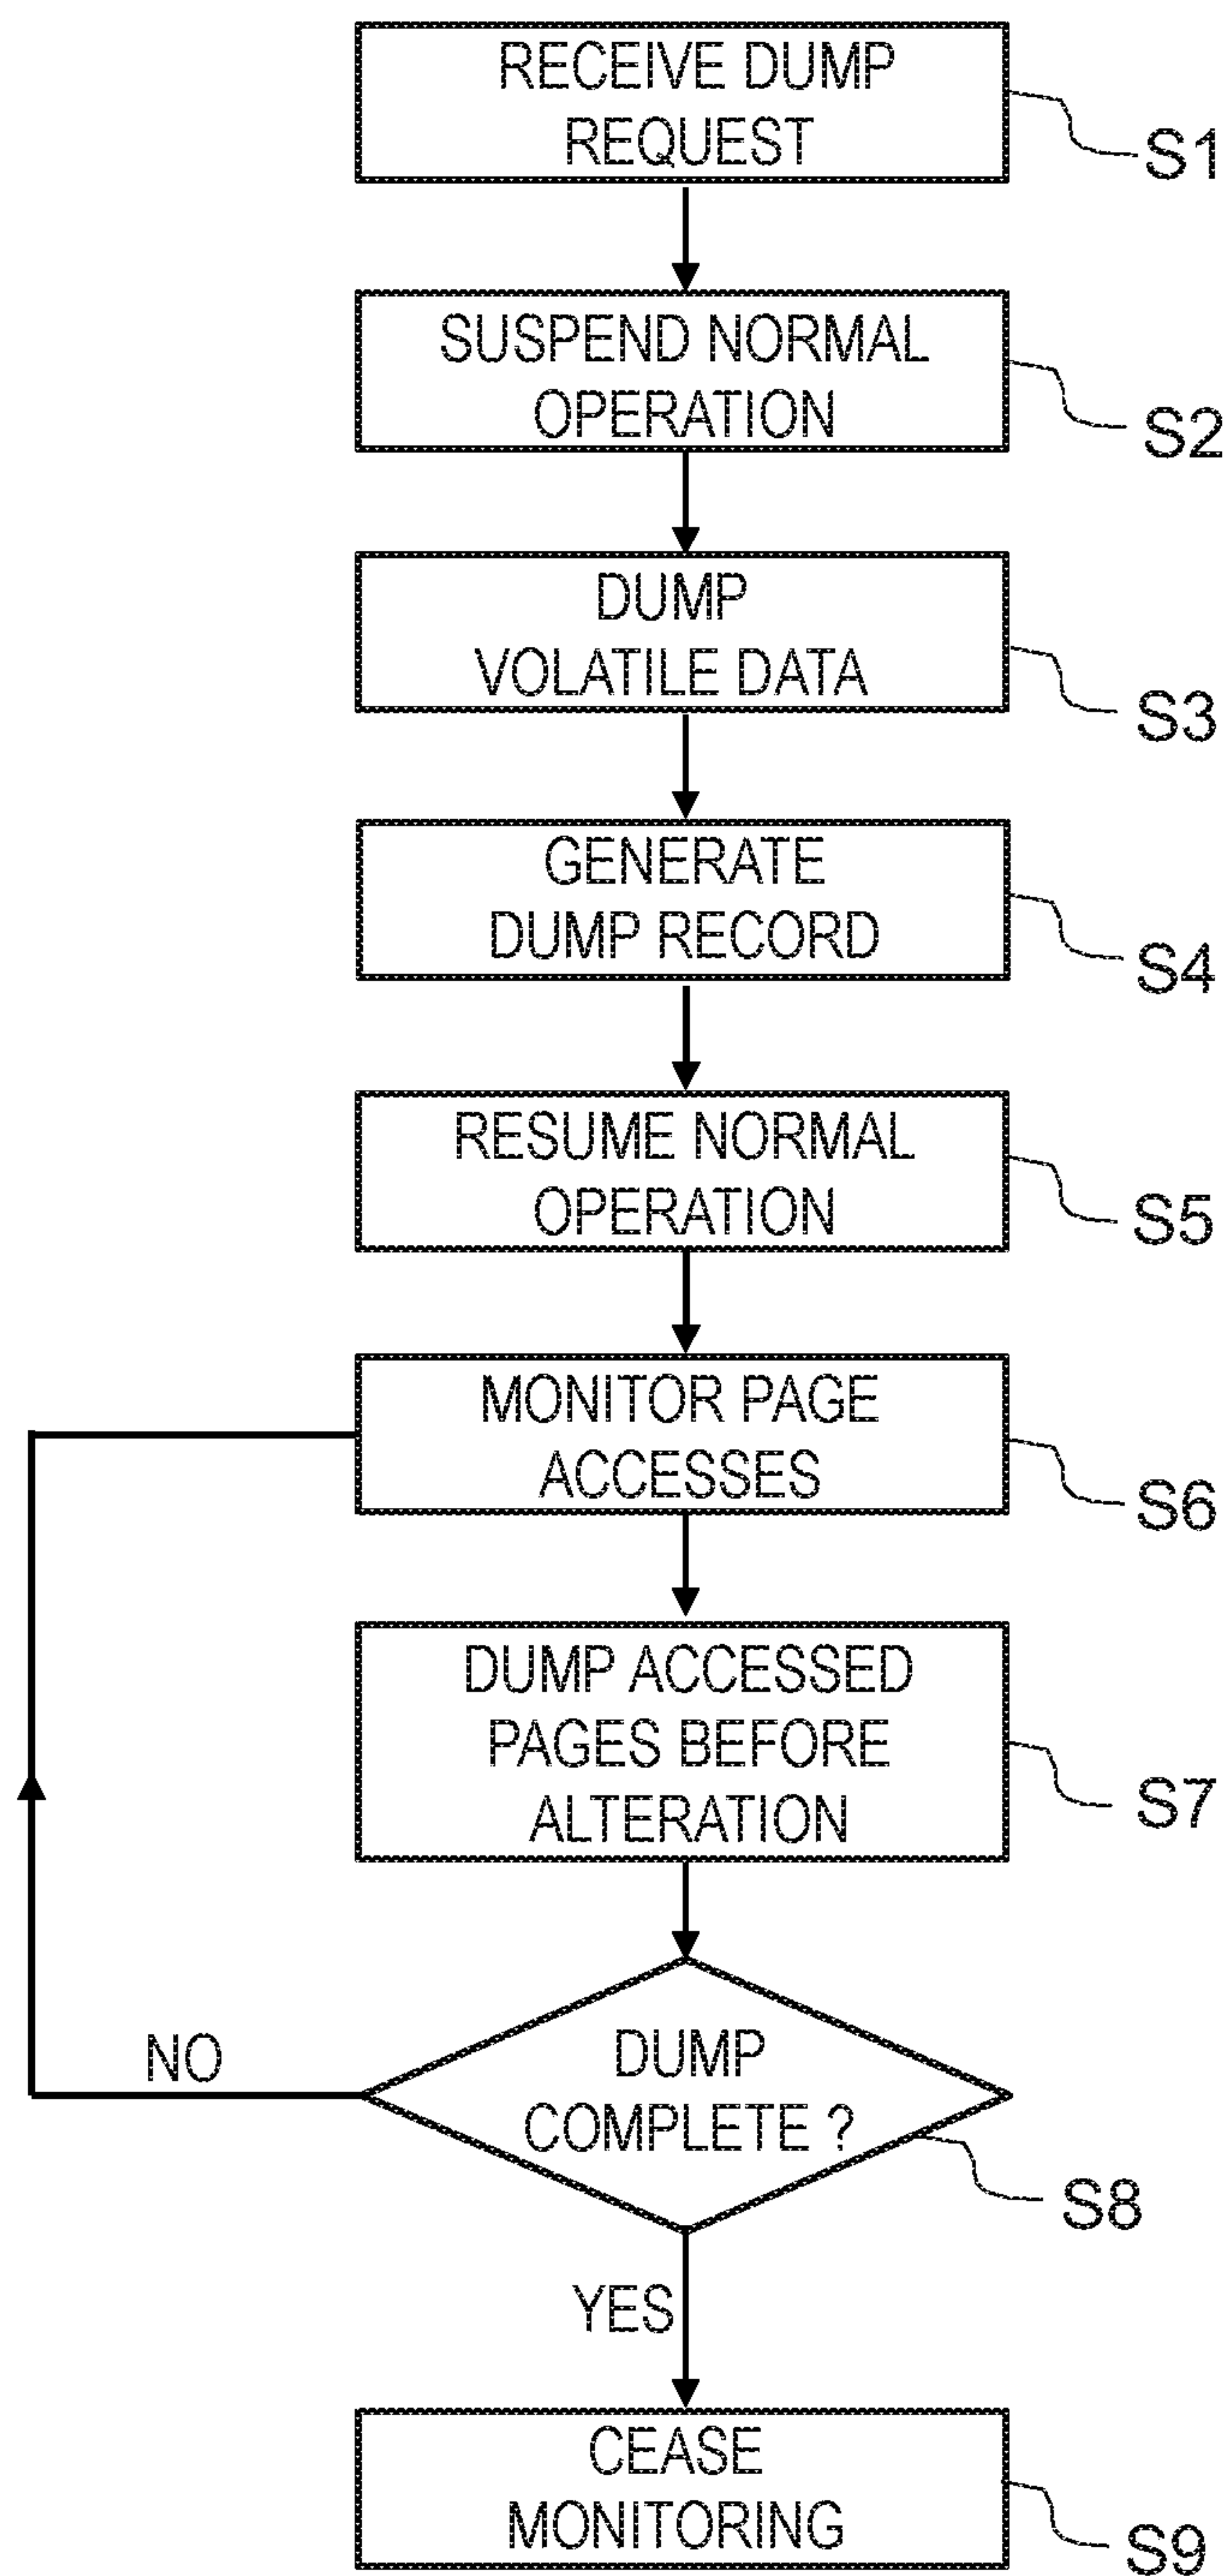 RECEIVE DUMP
REQUEST
S1
SUSPEND NORMAL
OPERATION
S2
DUMP
VOLATILE DATA
S3
GENERATE
DUMP RECORD
S4
RESUME NORMAL
OPERATION
S5
MONITOR PAGE
ACCESSES
S6
DUMP ACCESSED
PAGES BEFORE
ALTERATION
S7
DUMP
COMPLETE ?
NO
S8
YES
CEASE
MONITORING
S9